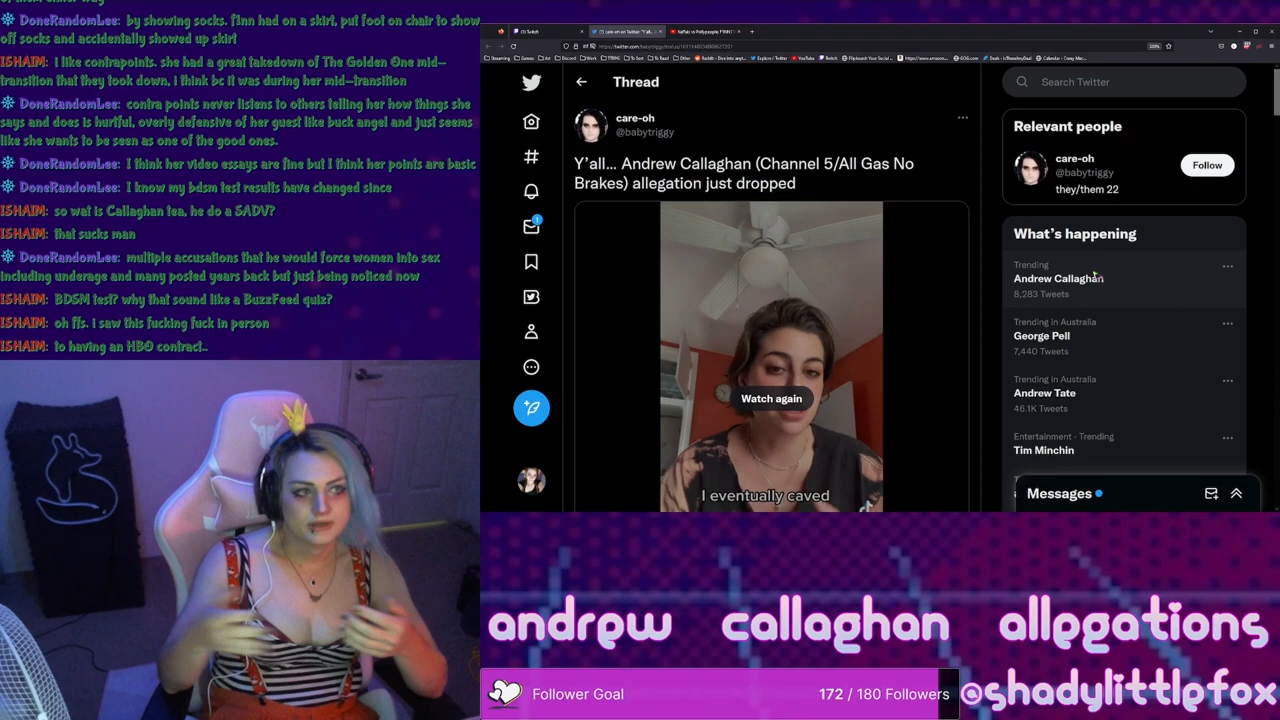 DoneRandomLee: by showing socks. f1nn had on a skirt, put foot on chair to show
off socks and accidentally showed up skirt
ISHAIM: i like contrapoints. she had a great takedown of The Golden One mid-
transition that they took down, i think bc it was during her mid-transition
DoneRandomLee: contra points never listens to others telling her how things she
says and does is hurtful, overly defensive of her guest like buck angel and just seems
like she wants to be seen as one of the good ones.
DoneRandomLee: I think her video essays are fine but I think her points are basic
DoneRandomLee: I know my bdsm test results have changed since
ISHAIM: so wat is Callaghan tea, he do a SADV?
ISHAIM: that sucks man
DoneRandomLee: multiple accusations that he would force women into sex
including underage and many posted years back but just being noticed now
ISHAIM: BDSM test? why that sound like a BuzzFeed quiz?
ISHAIM: oh ffs. i saw this fucking fuck in person
ISHAIM: to having an HBO contract..
Twitch
Thread
care-oh
@babytriggy
Y'all... Andrew Callaghan (Channel 5/All Gas No
Brakes) allegation just dropped
Watch again
I eventually caved
1
Search Twitter
Relevant people
care-oh
@babytriggy
Follow
they/them 22
What's happening
Trending
Andrew Callaghan
8,283 Tweets
Trending in Australia
George Pell
7,440 Tweets
Trending in Australia
Andrew Tate
46.1K Tweets
Entertainment · Trending
Tim Minchin
Messages
andrew callaghan allegations
Follower Goal
172 / 180 Followers
@shadylittlefox